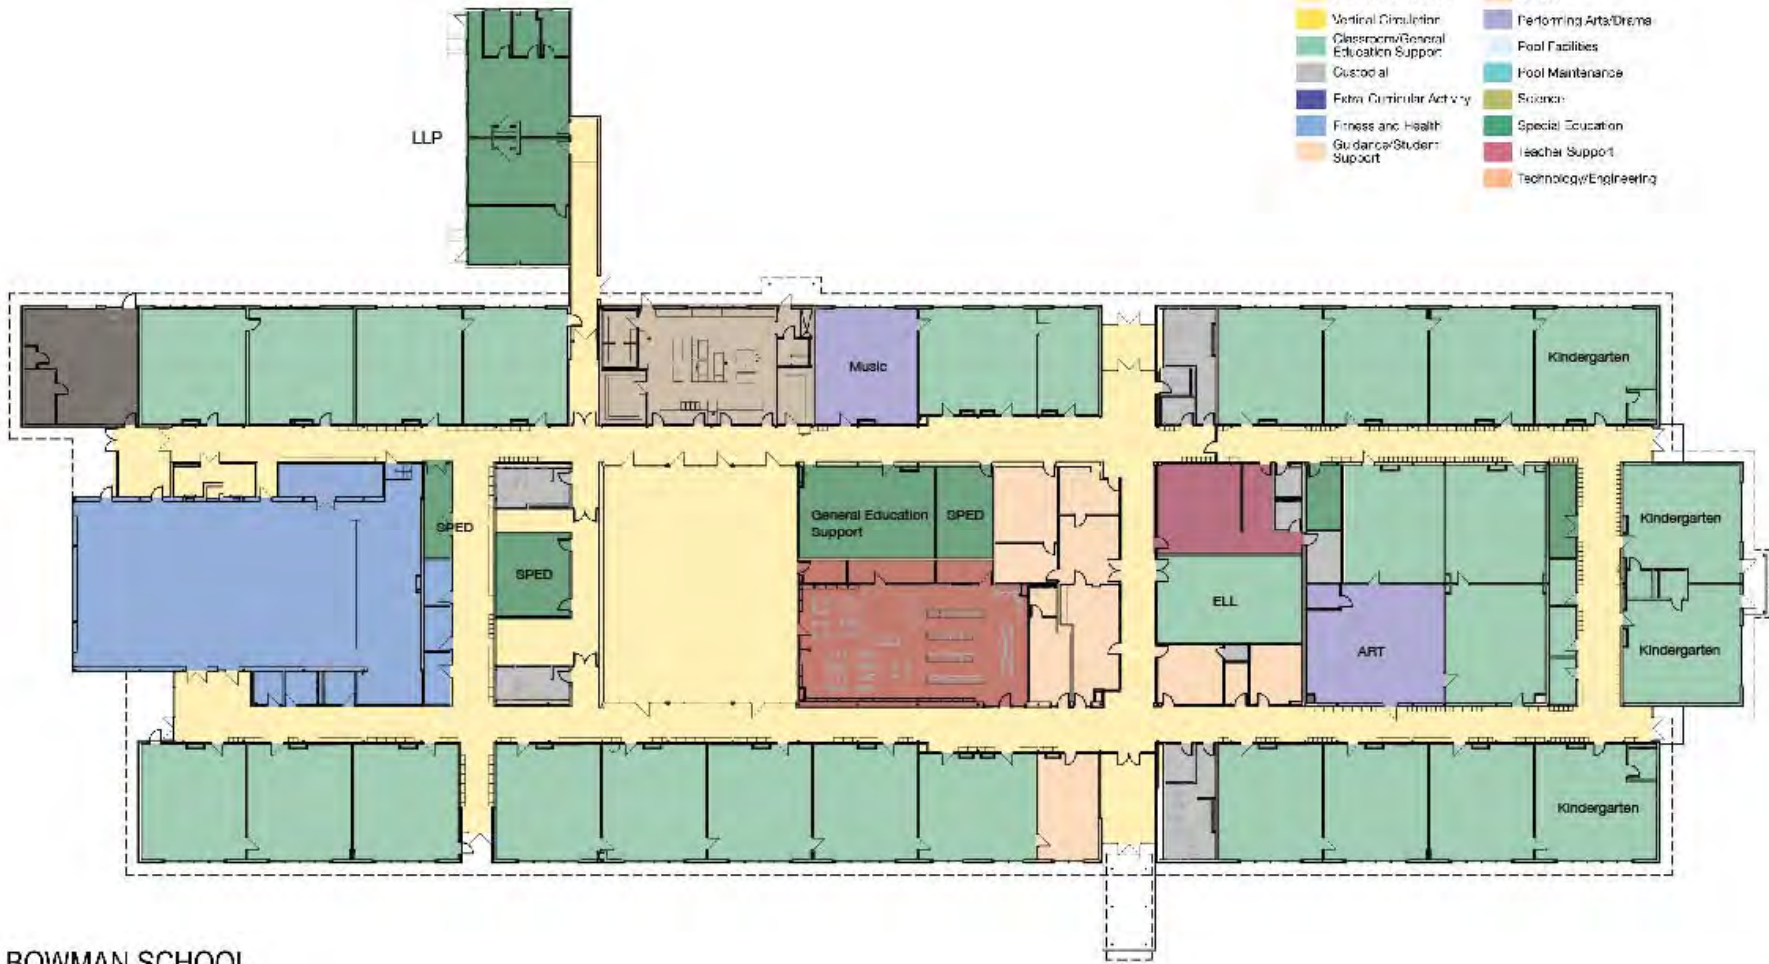 Vertical Circulation
Classroom/General
Education Support
Custodial
Extra Curricular Activity
Fitness and Health
Guidance/Student
Support
Performing Arts/Drama
Pool Facilities
Pool Maintenance
Science
Special Education
Teacher Support
Technology/Engineering
LLP
Music
Kindergarten
SPED
General Education
Support
SPED
Kindergarten
SPED
ELL
ART
Kindergarten
Kindergarten
BOWMAN SCHOOL